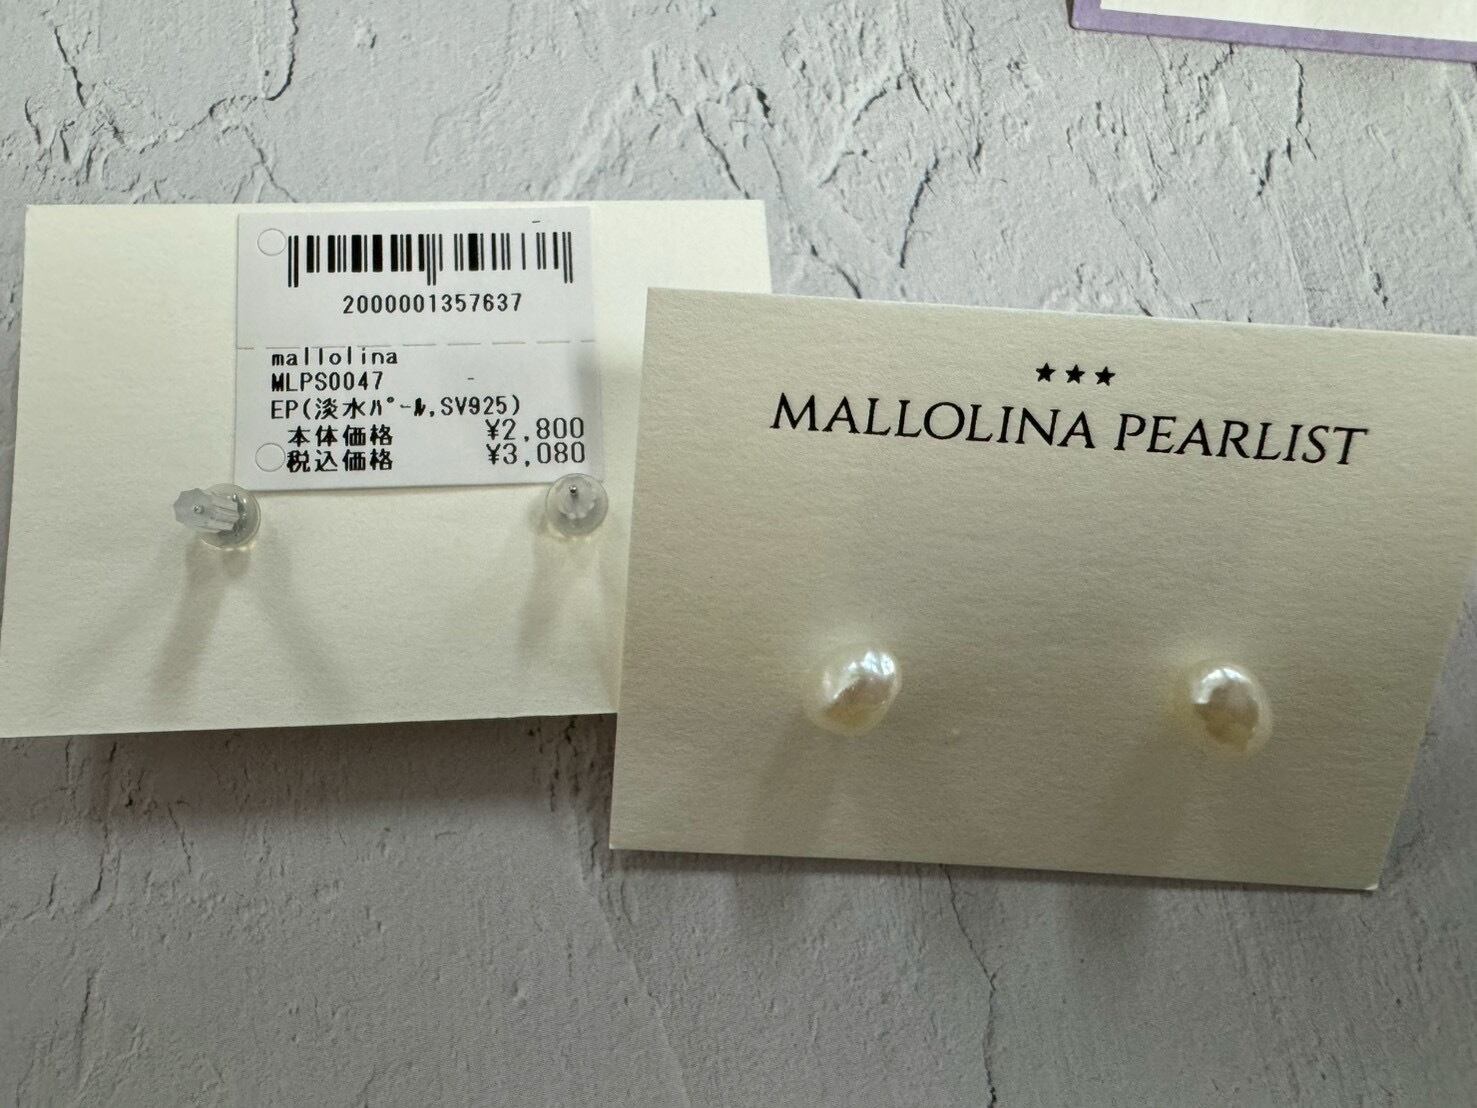 2000001357637
mallolina
MLPS0047
EP(淡水ﾊﾟｰﾙ,SV925)
本体価格 ¥2,800
税込価格 ¥3,080
★★★
MALLOLINA PEARLIST